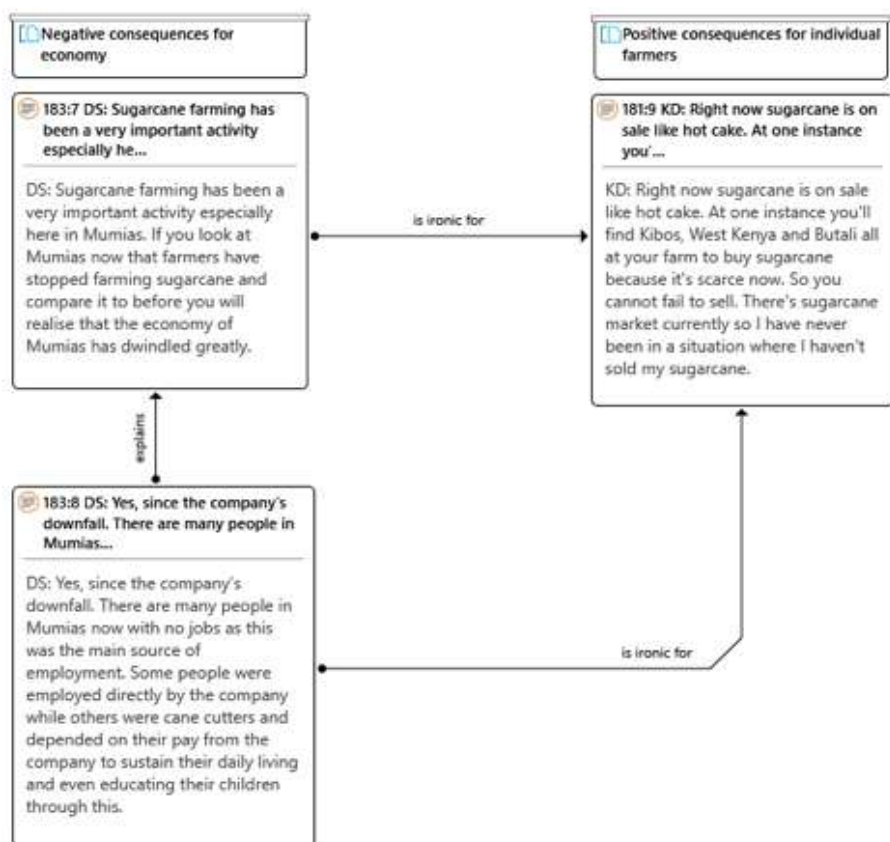 Negative consequences for
economy
Positive consequences for individual
farmers
183:7 DS: Sugarcane farming has
been a very important activity
especially he...
DS: Sugarcane farming has been a
very important activity especially
here in Mumias. If you look at
Mumias now that farmers have
stopped farming sugarcane and
compare it to before you will
realise that the economy of
Mumias has dwindled greatly.
is ironic for
181:9 KD: Right now sugarcane is on
sale like hot cake. At one instance
you'...
KD: Right now sugarcane is on sale
like hot cake. At one instance you'll
find Kibos, West Kenya and Butali all
at your farm to buy sugarcane
because it's scarce now. So you
cannot fail to sell. There's sugarcane
market currently so I have never
been in a situation where I haven't
sold my sugarcane.
explains
183:8 DS: Yes, since the company's
downfall. There are many people in
Mumias...
DS: Yes, since the company's
downfall. There are many people in
Mumias now with no jobs as this
was the main source of
employment. Some people were
employed directly by the company
while others were cane cutters and
depended on their pay from the
company to sustain their daily living
and even educating their children
through this.
is ironic for